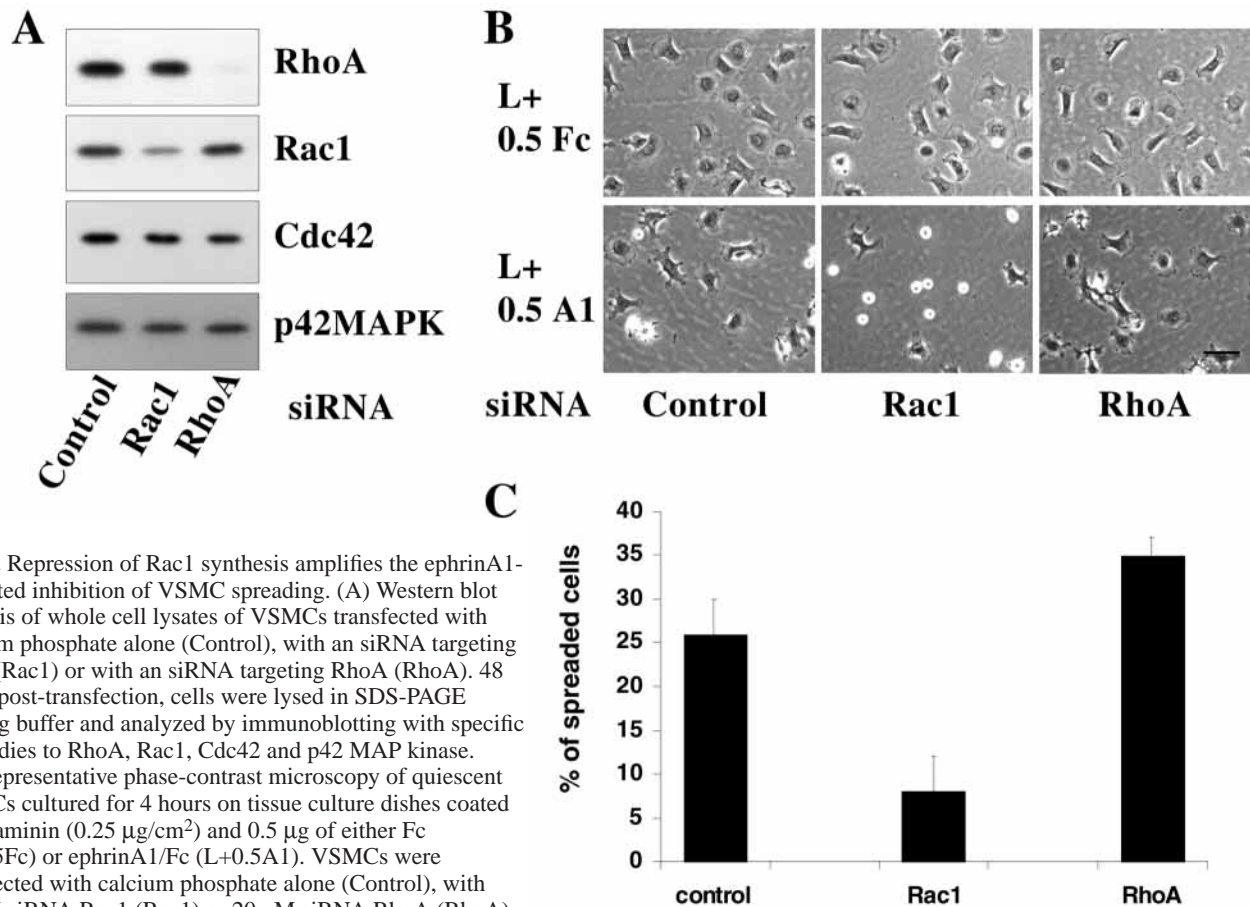 A
RhoA
Rac1
Cdc42
p42MAPK
Control
Rac1
RhoA
siRNA
B
L+
0.5 Fc
L+
0.5 A1
siRNA
Control
Rac1
RhoA
C
% of spreaded cells
40
35
30
25
20
15
10
5
0
control
Rac1
RhoA
Repression of Rac1 synthesis amplifies the ephrinA1-
ted inhibition of VSMC spreading. (A) Western blot
is of whole cell lysates of VSMCs transfected with
m phosphate alone (Control), with an siRNA targeting
(Rac1) or with an siRNA targeting RhoA (RhoA). 48
post-transfection, cells were lysed in SDS-PAGE
g buffer and analyzed by immunoblotting with specific
dies to RhoA, Rac1, Cdc42 and p42 MAP kinase.
epresentative phase-contrast microscopy of quiescent
Cs cultured for 4 hours on tissue culture dishes coated
aminin (0.25 µg/cm²) and 0.5 µg of either Fc
5Fc) or ephrinA1/Fc (L+0.5A1). VSMCs were
ected with calcium phosphate alone (Control), with